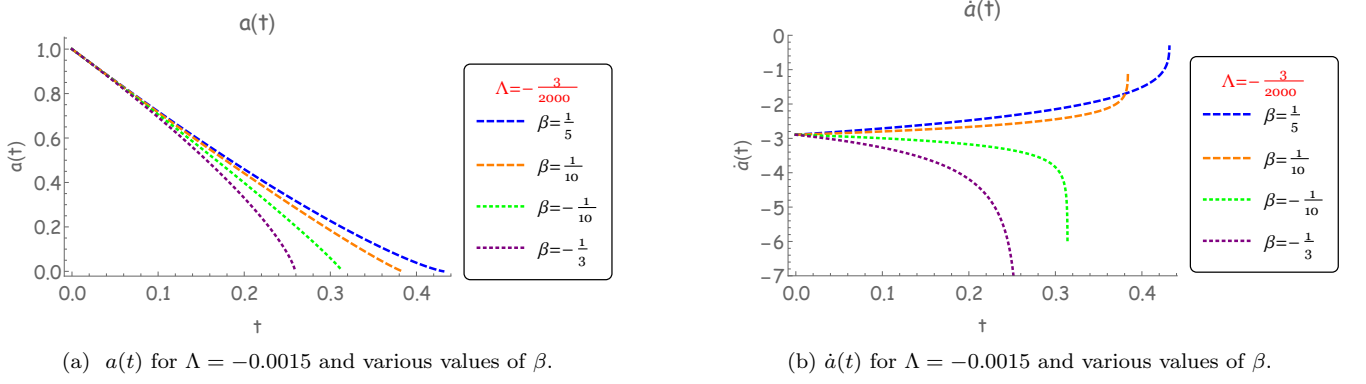 a(t)
1.0
0.8
0.6
0.4
0.2
0.0
a(t)
0.0 0.1 0.2 0.3 0.4
t
Λ=-3/2000
β=1/5
β=1/10
β=-1/10
β=-1/3
(a) a(t) for Λ = −0.0015 and various values of β.
ȧ(t)
0
-1
-2
-3
-4
-5
-6
-7
ȧ(t)
0.0 0.1 0.2 0.3 0.4
t
Λ=-3/2000
β=1/5
β=1/10
β=-1/10
β=-1/3
(b) ȧ(t) for Λ = −0.0015 and various values of β.